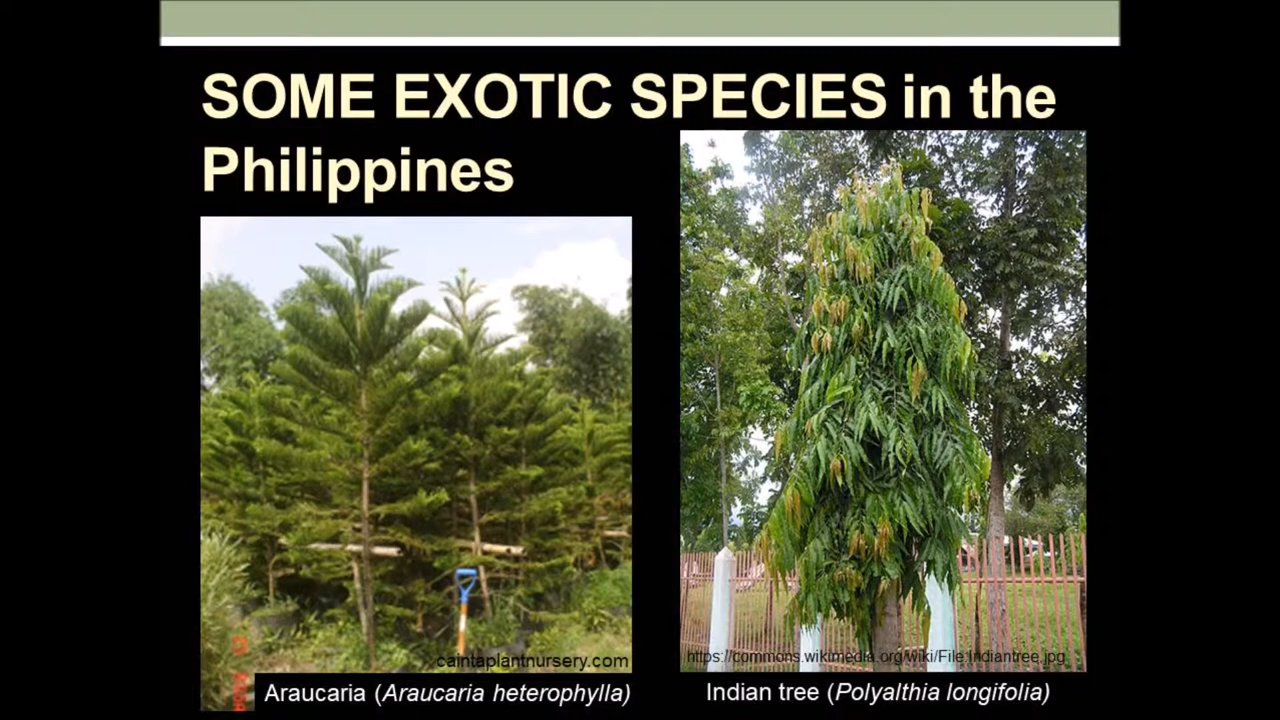 SOME EXOTIC SPECIES in the
Philippines
caintaplantnursery.com
Araucaria (Araucaria heterophylla)
https://commons.wikimedia.org/wiki/File:Indiantree.jpg
Indian tree (Polyalthia longifolia)